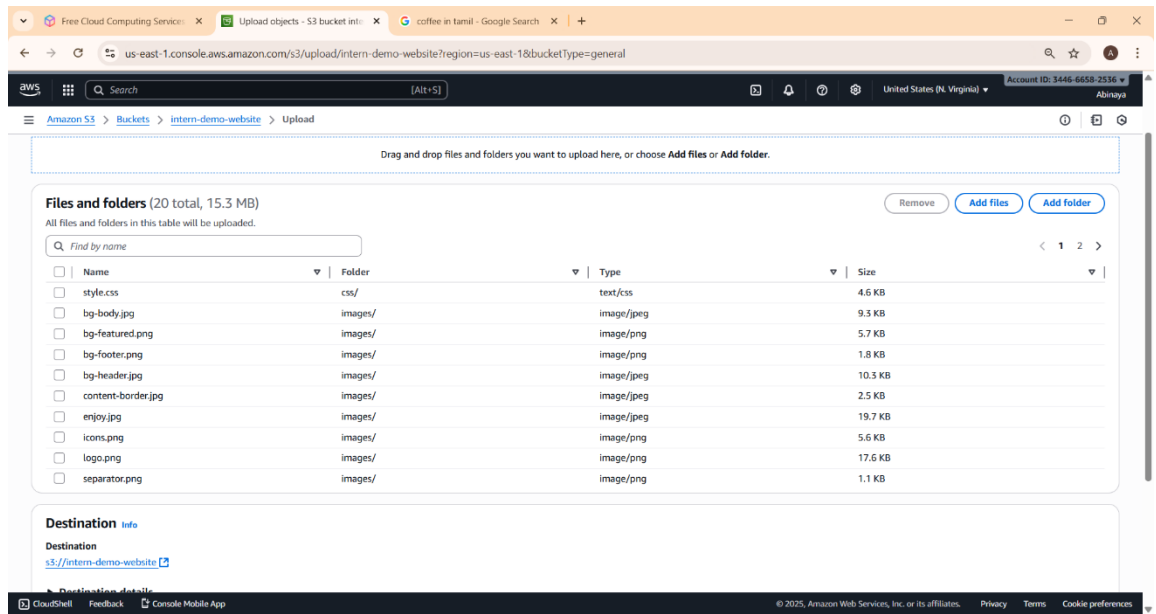 Free Cloud Computing Services
Upload objects - S3 bucket inte
coffee in tamil - Google Search
us-east-1.console.aws.amazon.com/s3/upload/intern-demo-website?region=us-east-1&bucketType=general
A
aws
Search
[Alt+S]
United States (N. Virginia)
Account ID: 3446-6658-2536
Abinaya
Amazon S3 > Buckets > intern-demo-website > Upload
Drag and drop files and folders you want to upload here, or choose Add files or Add folder.
Files and folders (20 total, 15.3 MB)
Remove Add files Add folder
All files and folders in this table will be uploaded.
Find by name
< 1 2 >
Name Folder Type Size
style.css css/ text/css 4.6 KB
bg-body.jpg images/ image/jpeg 9.3 KB
bg-featured.png images/ image/png 5.7 KB
bg-footer.png images/ image/png 1.8 KB
bg-header.jpg images/ image/jpeg 10.3 KB
content-border.jpg images/ image/jpeg 2.5 KB
enjoy.jpg images/ image/jpeg 19.7 KB
icons.png images/ image/png 5.6 KB
logo.png images/ image/png 17.6 KB
separator.png images/ image/png 1.1 KB
Destination Info
Destination
s3://intern-demo-website
Destination details
CloudShell Feedback Console Mobile App © 2025, Amazon Web Services, Inc. or its affiliates. Privacy Terms Cookie preferences